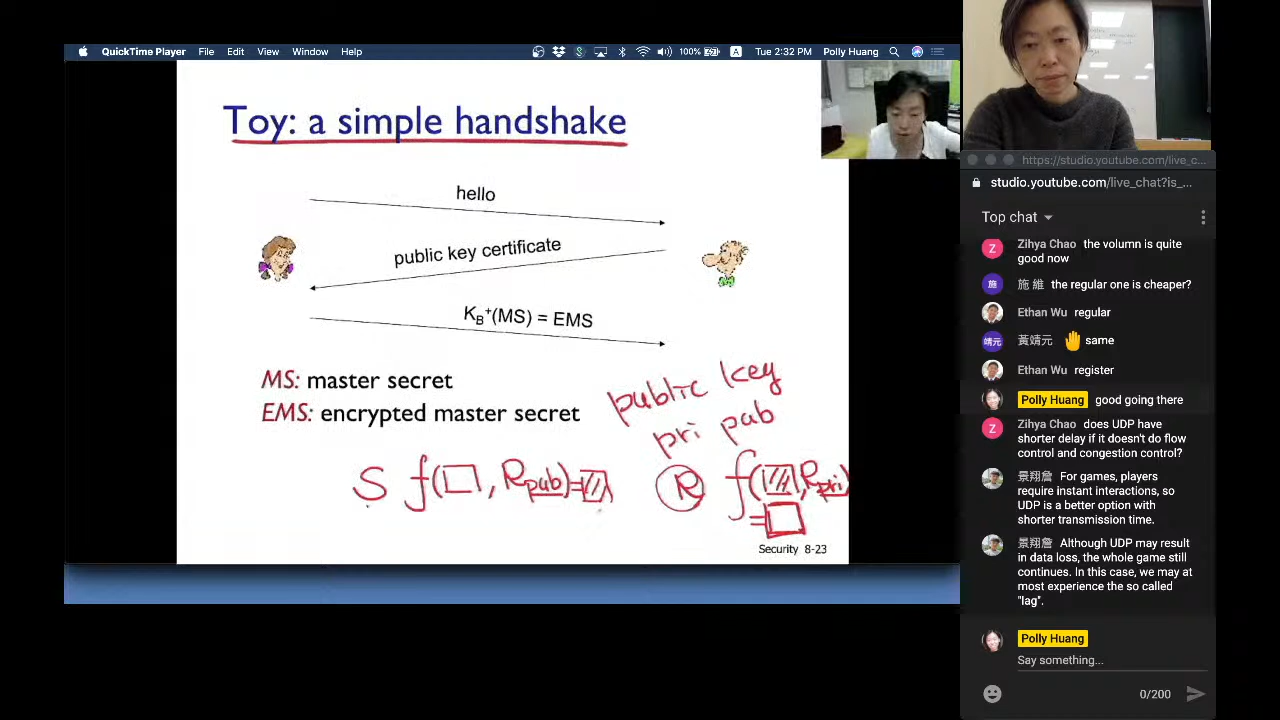 QuickTime Player File Edit View Window Help 100% A Tue 2:32 PM Polly Huang
Toy: a simple handshake
hello
public key certificate
KB+(MS) = EMS
MS: master secret
EMS: encrypted master secret
public key
pri pab
S f(□, Rpub)=▨
R f(▨, Rpri)
=□
Security 8-23
https://studio.youtube.com/live_c...
studio.youtube.com/live_chat?is_...
Top chat
Z Zihya Chao the volumn is quite
good now
施 施 維 the regular one is cheaper?
Ethan Wu regular
靖元 黃靖元 same
Ethan Wu register
Polly Huang good going there
Z Zihya Chao does UDP have
shorter delay if it doesn't do flow
control and congestion control?
景翔詹 For games, players
require instant interactions, so
UDP is a better option with
shorter transmission time.
景翔詹 Although UDP may result
in data loss, the whole game still
continues. In this case, we may at
most experience the so called
"lag".
Polly Huang
Say something...
0/200